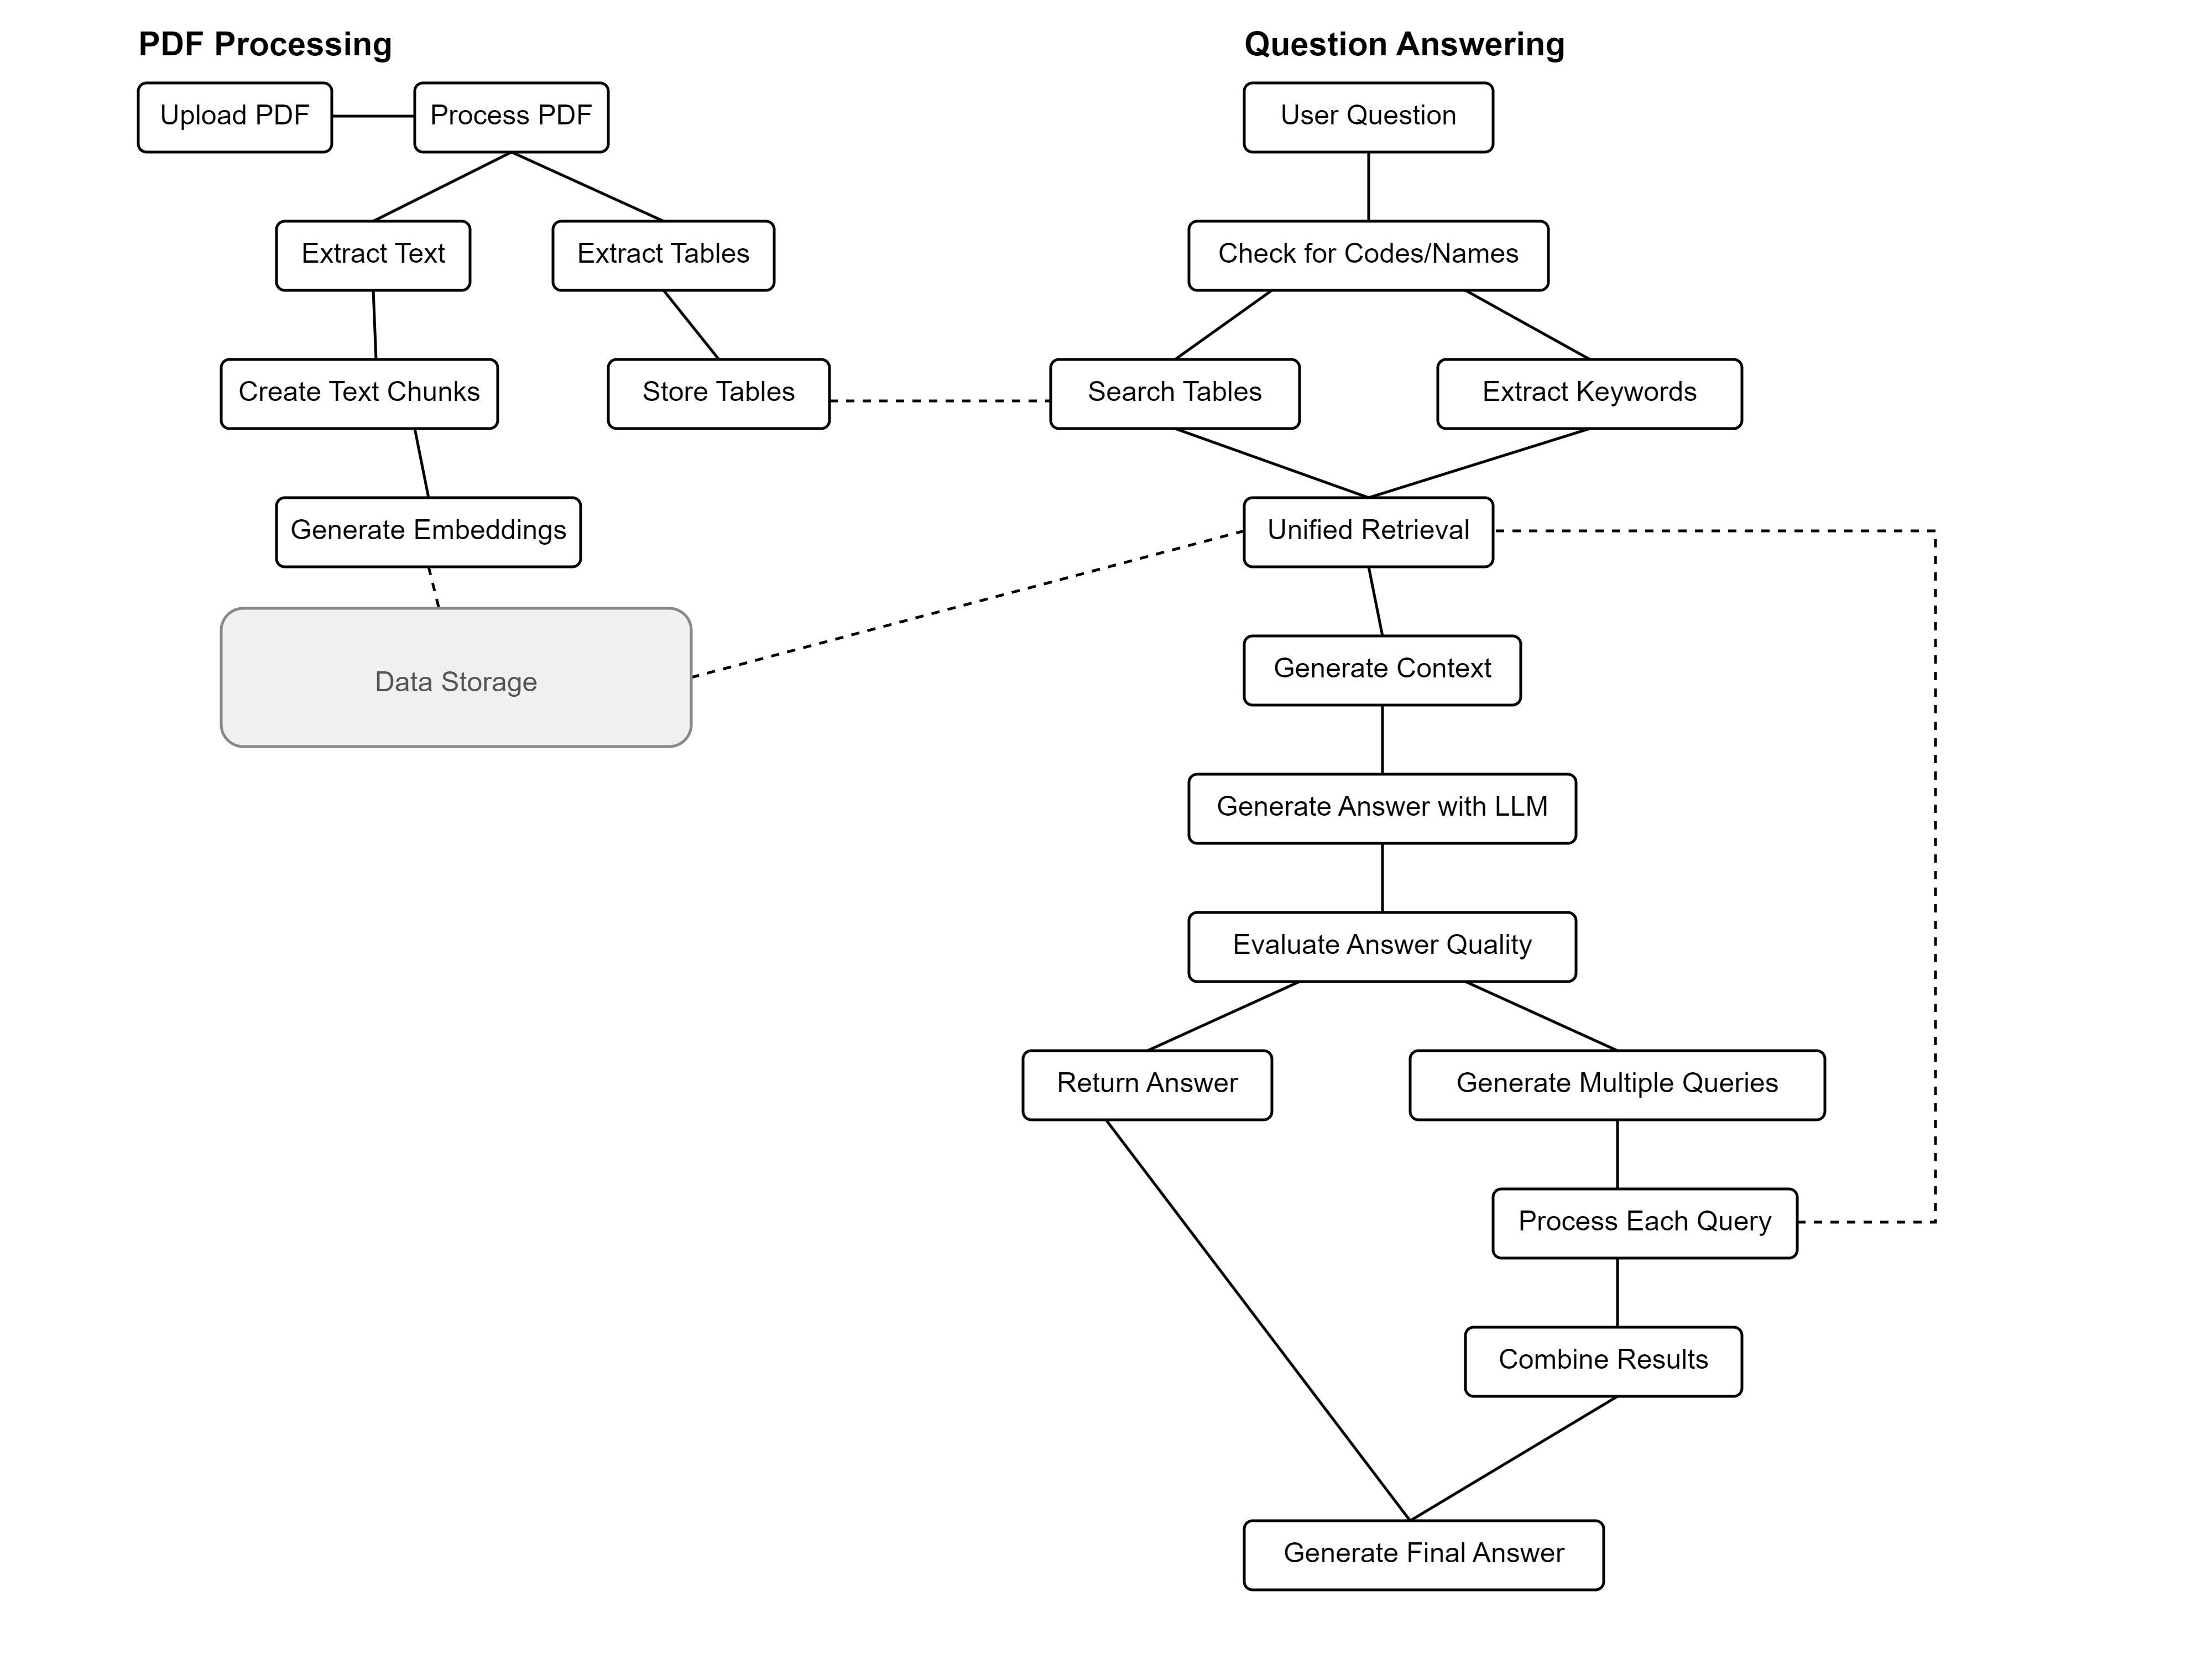 PDF Processing
Upload PDF
Process PDF
Extract Text
Extract Tables
Create Text Chunks
Store Tables
Generate Embeddings
Data Storage
Question Answering
User Question
Check for Codes/Names
Search Tables
Extract Keywords
Unified Retrieval
Generate Context
Generate Answer with LLM
Evaluate Answer Quality
Return Answer
Generate Multiple Queries
Process Each Query
Combine Results
Generate Final Answer